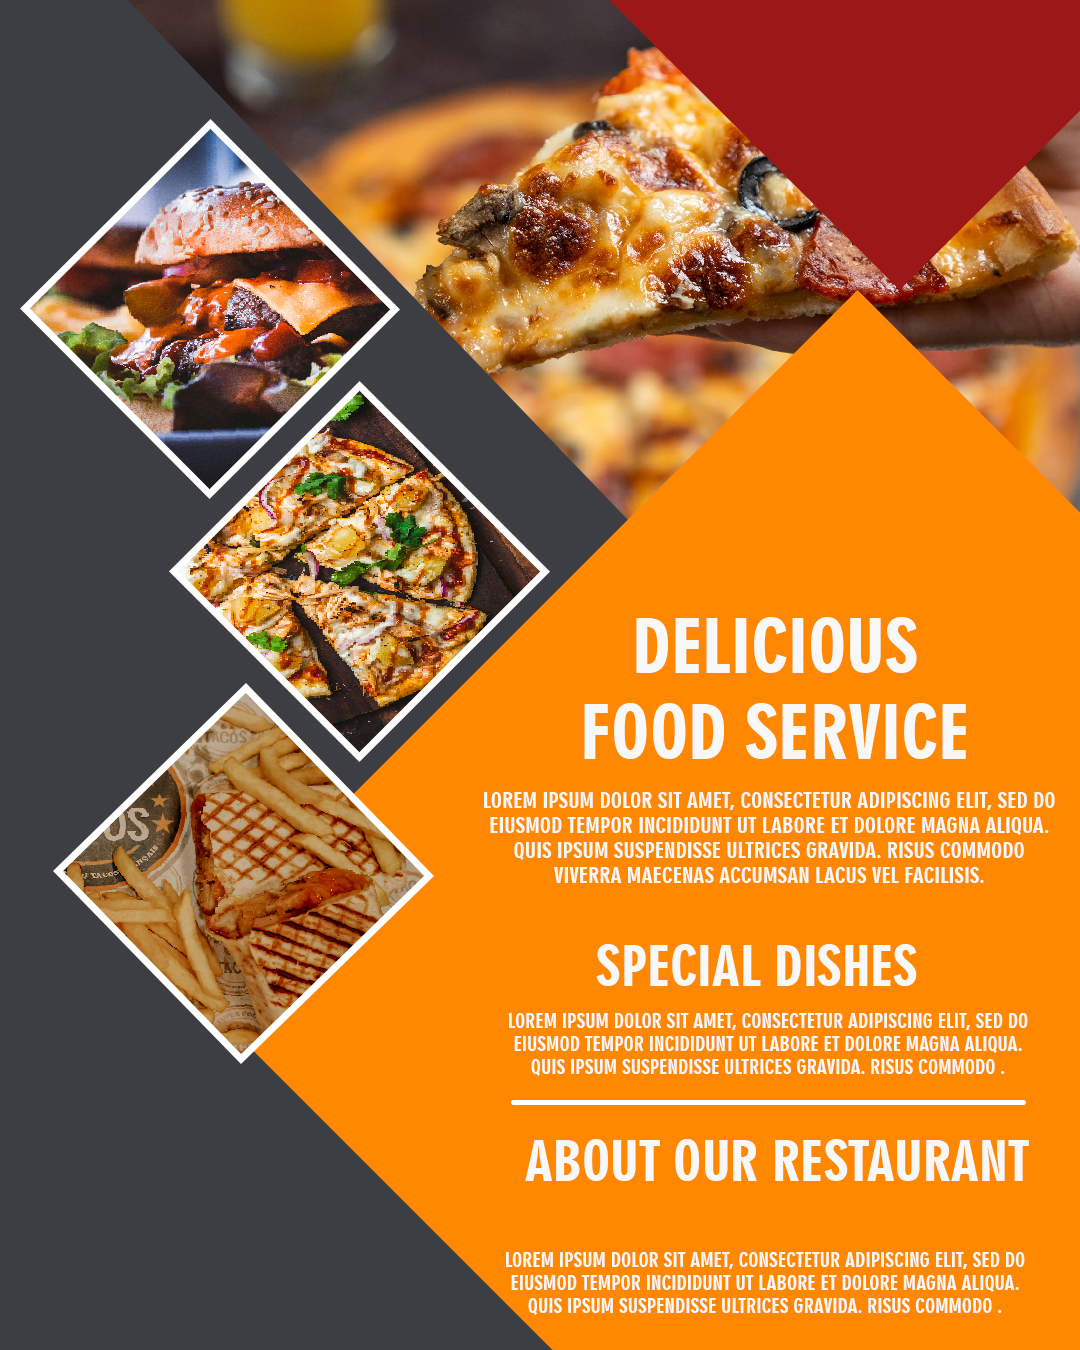 DELICIOUS
FOOD SERVICE
LOREM IPSUM DOLOR SIT AMET, CONSECTETUR ADIPISCING ELIT, SED DO
EIUSMOD TEMPOR INCIDIDUNT UT LABORE ET DOLORE MAGNA ALIQUA.
QUIS IPSUM SUSPENDISSE ULTRICES GRAVIDA. RISUS COMMODO
VIVERRA MAECENAS ACCUMSAN LACUS VEL FACILISIS.
SPECIAL DISHES
LOREM IPSUM DOLOR SIT AMET, CONSECTETUR ADIPISCING ELIT, SED DO
EIUSMOD TEMPOR INCIDIDUNT UT LABORE ET DOLORE MAGNA ALIQUA.
QUIS IPSUM SUSPENDISSE ULTRICES GRAVIDA. RISUS COMMODO .
ABOUT OUR RESTAURANT
LOREM IPSUM DOLOR SIT AMET, CONSECTETUR ADIPISCING ELIT, SED DO
EIUSMOD TEMPOR INCIDIDUNT UT LABORE ET DOLORE MAGNA ALIQUA.
QUIS IPSUM SUSPENDISSE ULTRICES GRAVIDA. RISUS COMMODO .